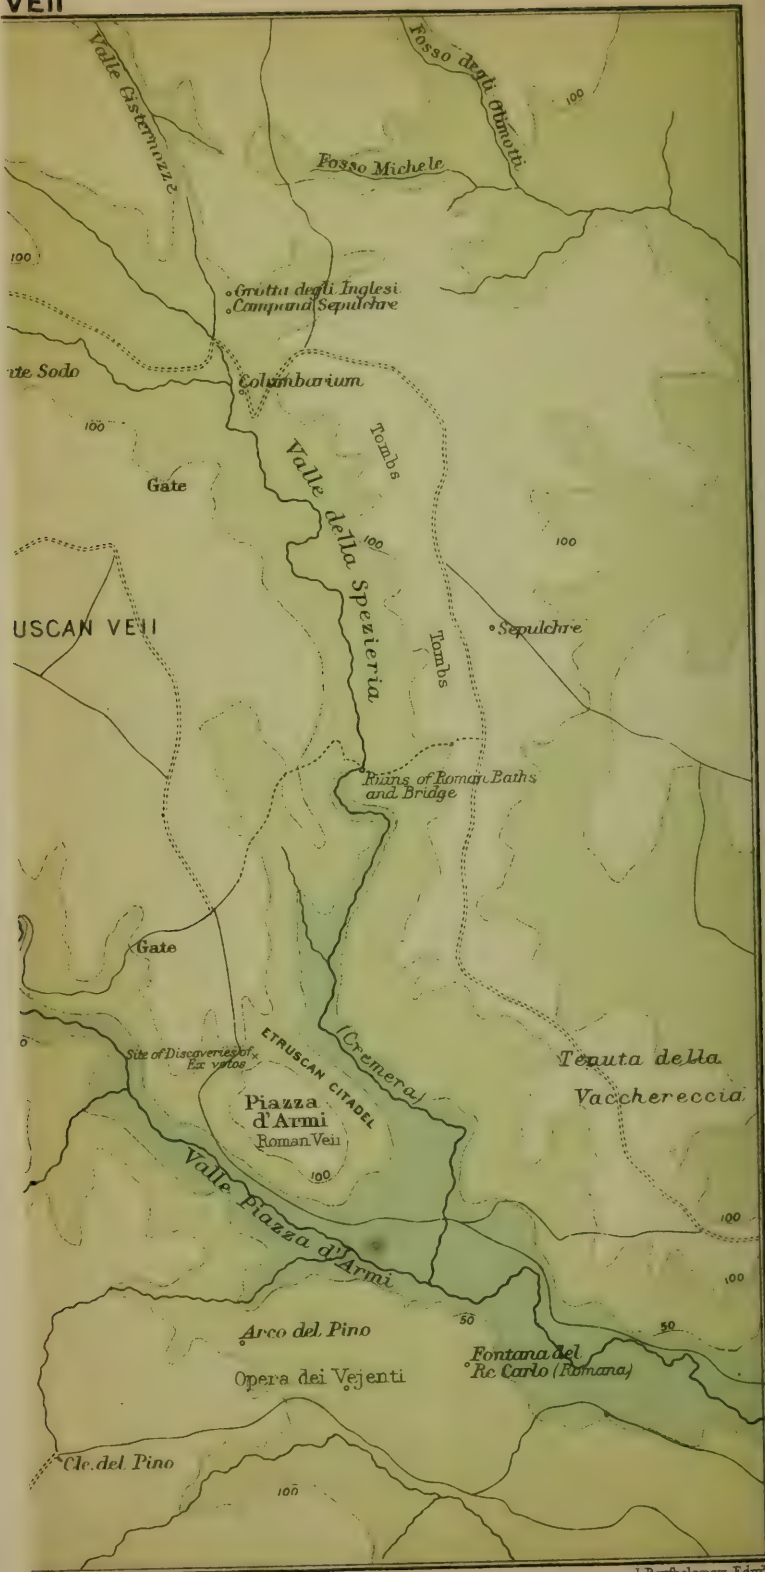 VEII
Valle Cisternozze
Fosso degli Olmotti
100
Fosso Michele
100
Grotta degli Inglesi
Campana Sepulchre
Sodo
Columbarium
100
Tombs
Gate
Valle della Spezieria
100
100
USCAN VEII
Sepulchre
Tombs
Ruins of Roman Baths
and Bridge
Gate
(Cremera)
Site of Discoveries of
Ex votos
ETRUSCAN CITADEL
Tenuta della
Vacchereccia
Piazza
d'Armi
Roman Veii
100
Valle Piazza d'Armi
100
100
50
50
Arco del Pino
Fontana del
Re Carlo (Romana)
Opera dei Vejenti
Cle. del Pino
100